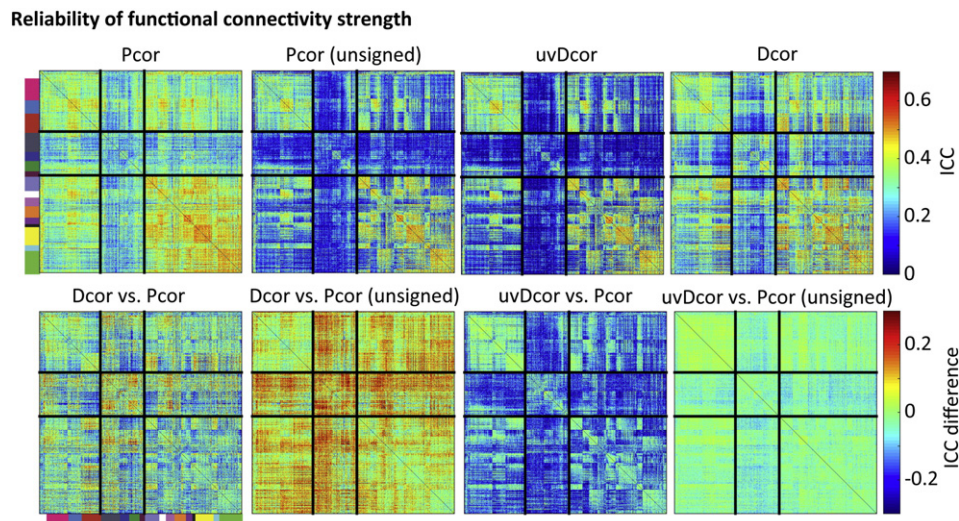 Reliability of functional connectivity strength
Pcor Pcor (unsigned) uvDcor Dcor
0.6
0.4
0.2
0
ICC
Dcor vs. Pcor Dcor vs. Pcor (unsigned) uvDcor vs. Pcor uvDcor vs. Pcor (unsigned)
0.2
0
-0.2
ICC difference